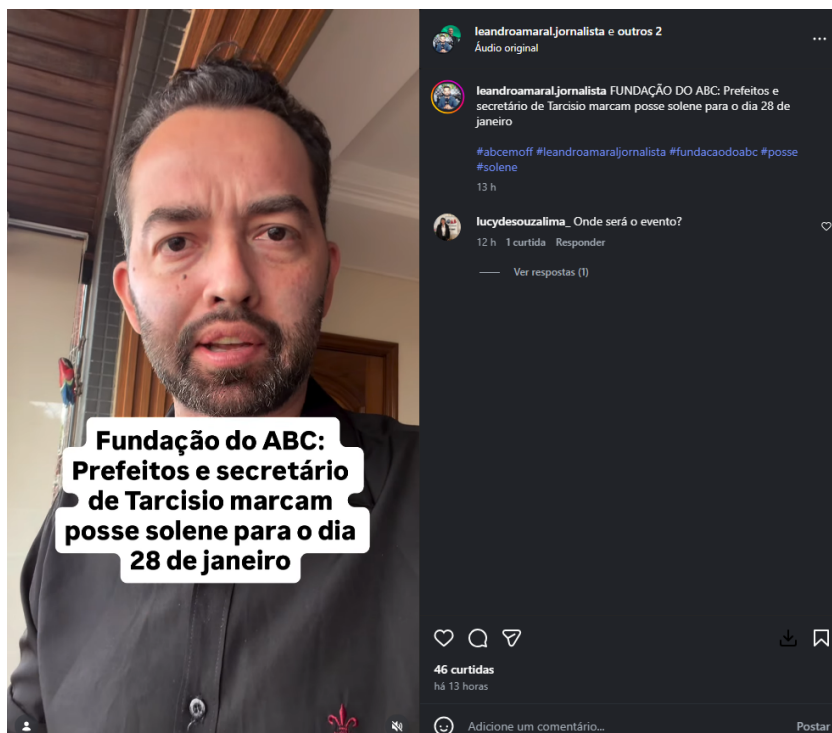 Fundação do ABC:
Prefeitos e secretário
de Tarcisio marcam
posse solene para o dia
28 de janeiro
leandroamaral.jornalista e outros 2
Áudio original
leandroamaral.jornalista FUNDAÇÃO DO ABC: Prefeitos e
secretário de Tarcisio marcam posse solene para o dia 28 de
janeiro
#abcemoff #leandroamaraljornalista #fundacaodoabc #posse
#solene
13 h
lucydesouzalima_ Onde será o evento?
12 h 1 curtida Responder
Ver respostas (1)
46 curtidas
há 13 horas
Adicione um comentário...
Postar